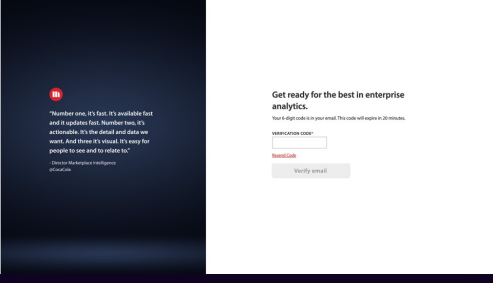 m
"Number one, it's fast. It's available fast
and it updates fast. Number two, it's
actionable. It's the detail and data we
want. And three it's visual. It's easy for
people to see and to relate to."
- Director Marketplace Intelligence
@CocaCola
Get ready for the best in enterprise
analytics.
Your 6-digit code is in your email. This code will expire in 20 minutes.
VERIFICATION CODE*
Resend Code
Verify email